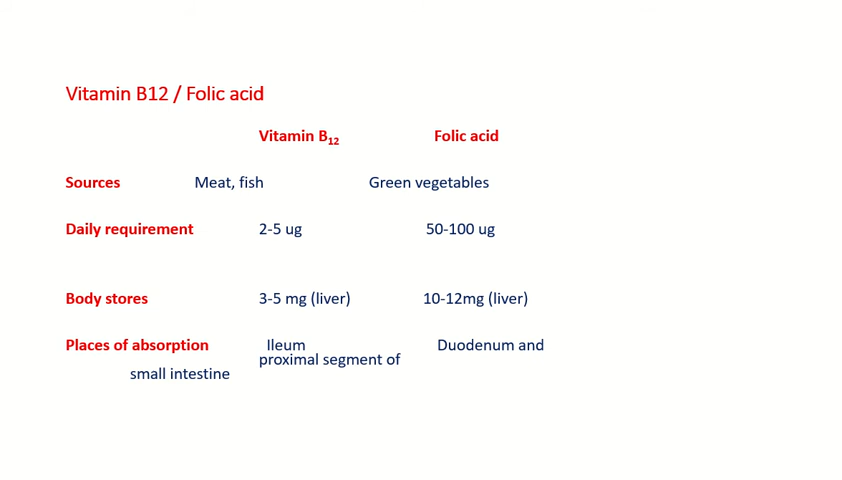 Vitamin B12 / Folic acid
Vitamin B12 Folic acid
Sources Meat, fish Green vegetables
Daily requirement 2-5 ug 50-100 ug
Body stores 3-5 mg (liver) 10-12mg (liver)
Places of absorption Ileum Duodenum and
proximal segment of
small intestine